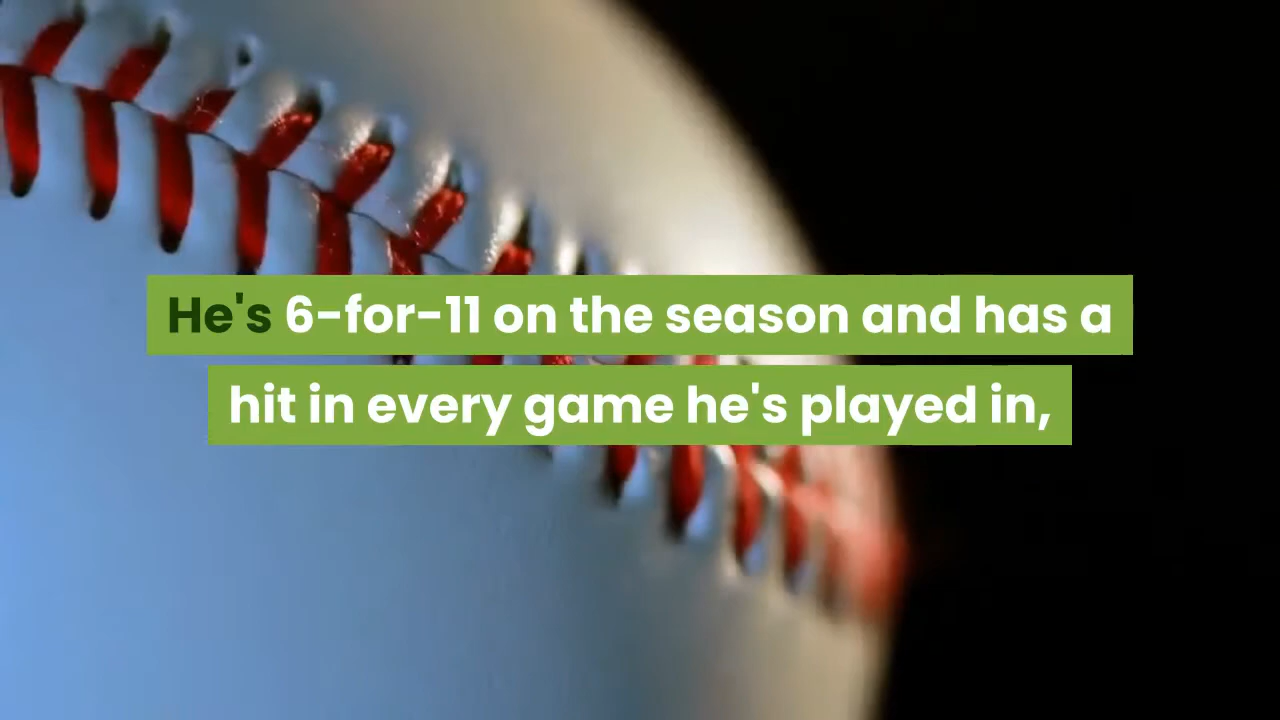 He's 6-for-11 on the season and has a
hit in every game he's played in,